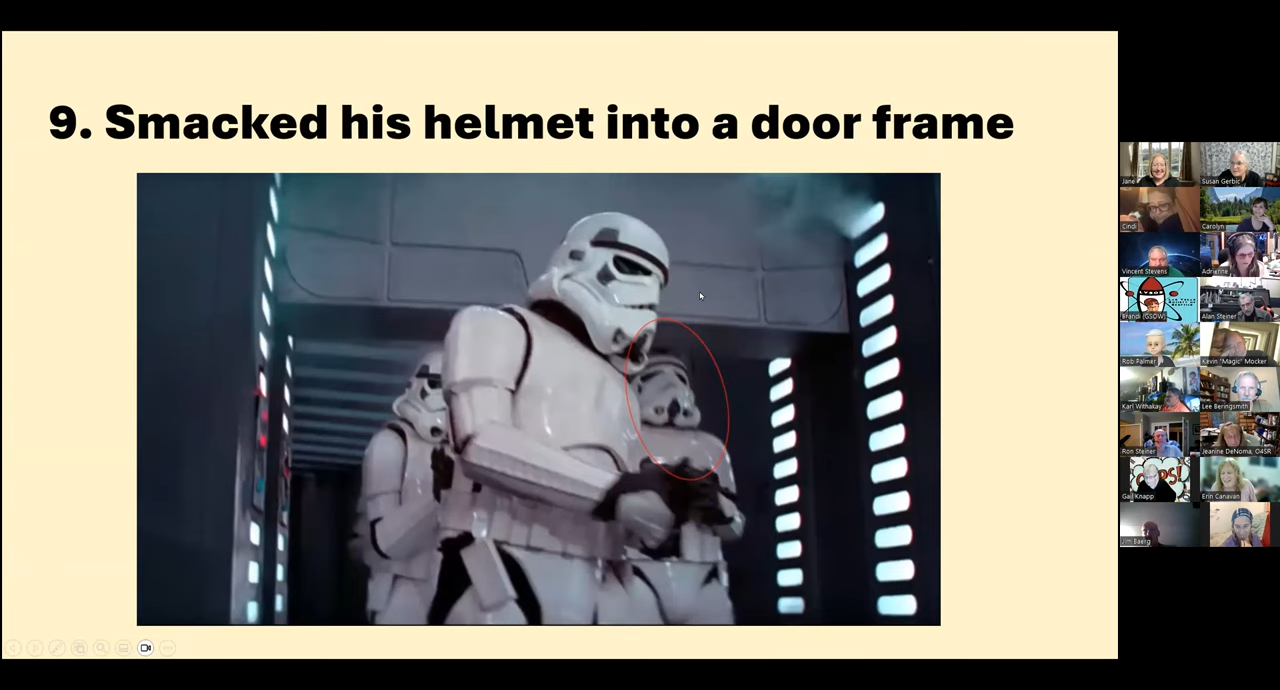 9. Smacked his helmet into a door frame
Jane
Susan Gerbic
Cindi
Carolyn
Vincent Stevens
Adrienne
Brandi (GSOW)
Alan Steiner
Rob Palmer
Kevin "Magic" Mocker
Karl Withakay
Lee Beringsmith
Ron Steiner
Jeanine DeNoma, O4SR
Gail Knapp
Erin Canavan
Jim Baerg